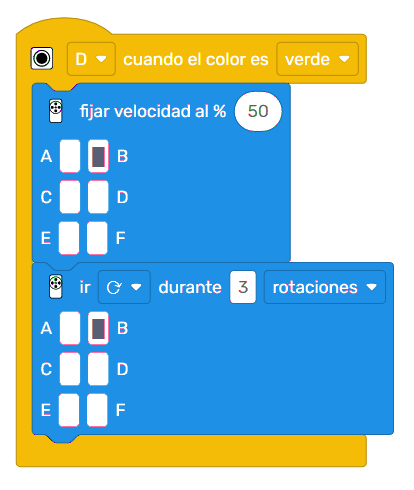 D cuando el color es verde
fijar velocidad al % 50
A B
C D
E F
ir durante 3 rotaciones
A B
C D
E F